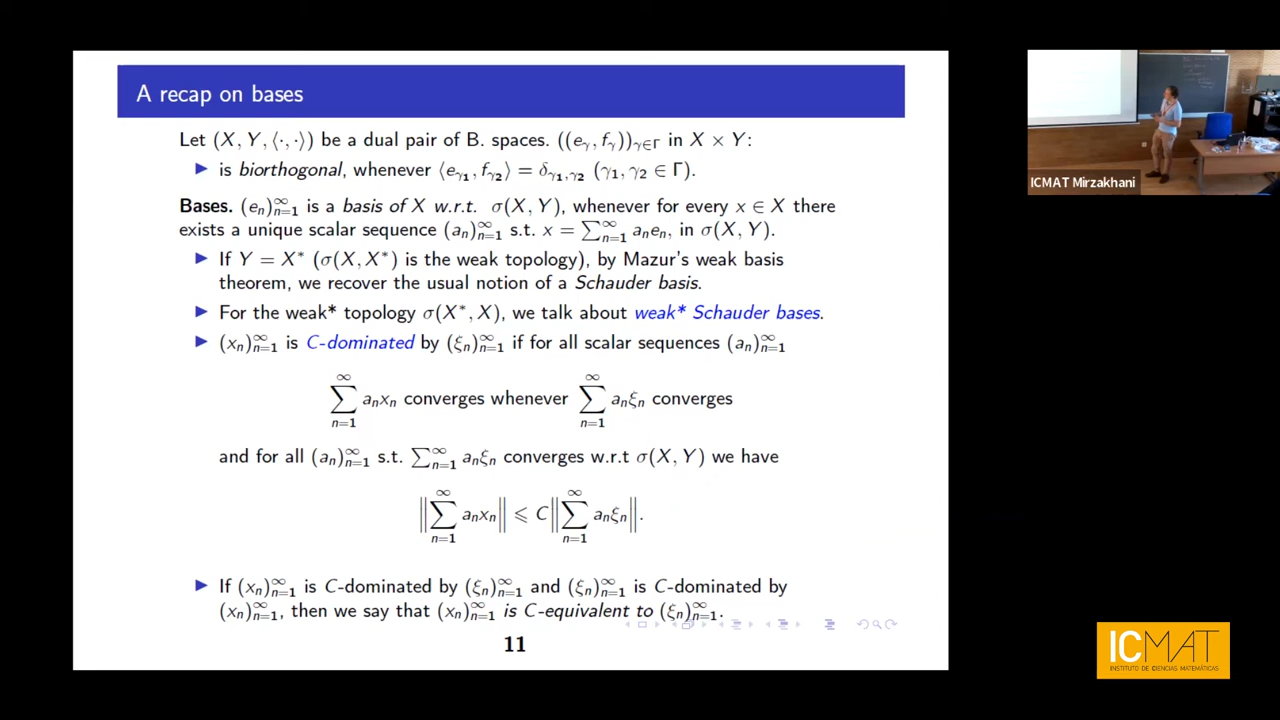 A recap on bases
Let (X, Y, ⟨·, ·⟩) be a dual pair of B. spaces. ((e_γ, f_γ))_{γ∈Γ} in X × Y:
▶ is biorthogonal, whenever ⟨e_{γ₁}, f_{γ₂}⟩ = δ_{γ₁,γ₂} (γ₁, γ₂ ∈ Γ).
Bases. (e_n)_{n=1}^∞ is a basis of X w.r.t. σ(X, Y), whenever for every x ∈ X there
exists a unique scalar sequence (a_n)_{n=1}^∞ s.t. x = ∑_{n=1}^∞ a_n e_n, in σ(X, Y).
▶ If Y = X* (σ(X, X*) is the weak topology), by Mazur's weak basis
theorem, we recover the usual notion of a Schauder basis.
▶ For the weak* topology σ(X*, X), we talk about weak* Schauder bases.
▶ (x_n)_{n=1}^∞ is C-dominated by (ξ_n)_{n=1}^∞ if for all scalar sequences (a_n)_{n=1}^∞
∑_{n=1}^∞ a_n x_n converges whenever ∑_{n=1}^∞ a_n ξ_n converges
and for all (a_n)_{n=1}^∞ s.t. ∑_{n=1}^∞ a_n ξ_n converges w.r.t σ(X, Y) we have
‖∑_{n=1}^∞ a_n x_n‖ ⩽ C‖∑_{n=1}^∞ a_n ξ_n‖.
▶ If (x_n)_{n=1}^∞ is C-dominated by (ξ_n)_{n=1}^∞ and (ξ_n)_{n=1}^∞ is C-dominated by
(x_n)_{n=1}^∞, then we say that (x_n)_{n=1}^∞ is C-equivalent to (ξ_n)_{n=1}^∞.
11
ICMAT Mirzakhani
ICMAT
INSTITUTO DE CIENCIAS MATEMÁTICAS